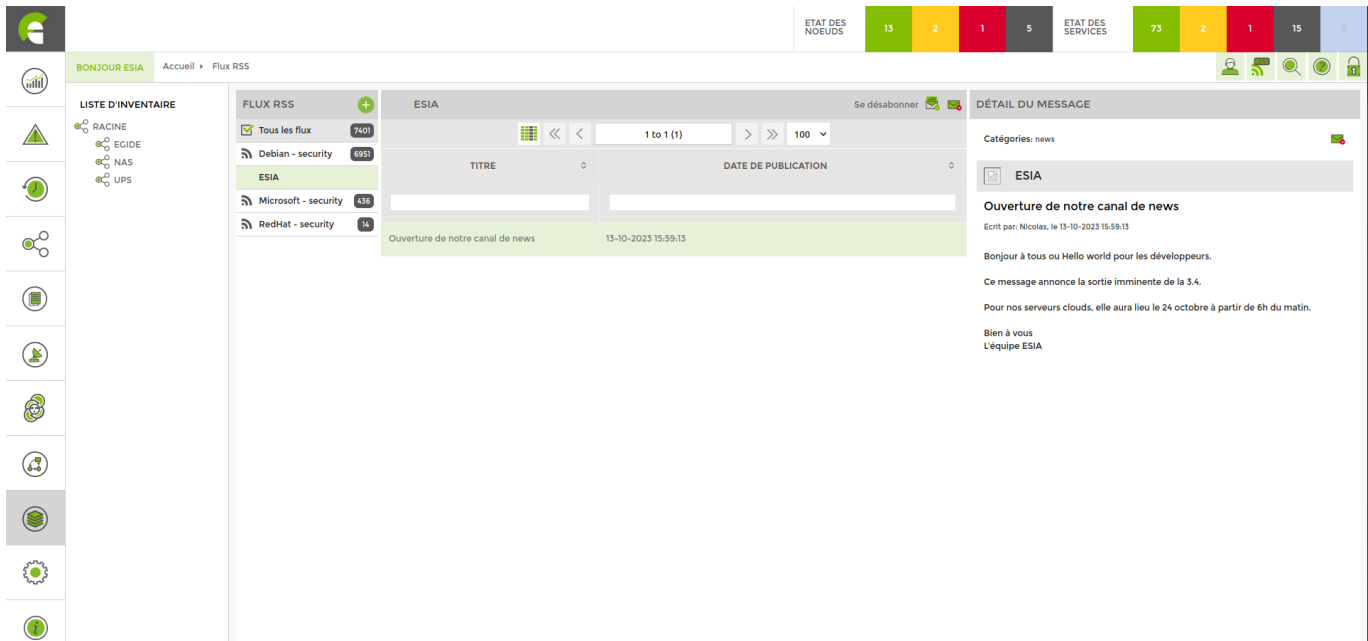 ETAT DES
NOEUDS
13
2
1
5
ETAT DES
SERVICES
73
2
1
15
0
BONJOUR ESIA
Accueil
Flux RSS
RSS
LISTE D'INVENTAIRE
RACINE
EGIDE
NAS
UPS
FLUX RSS
Tous les flux
7401
Debian - security
6951
ESIA
Microsoft - security
436
RedHat - security
14
ESIA
Se désabonner
1 to 1 (1)
100
TITRE
DATE DE PUBLICATION
Ouverture de notre canal de news
13-10-2023 15:59:13
DÉTAIL DU MESSAGE
Catégories: news
ESIA
Ouverture de notre canal de news
Ecrit par: Nicolas, le 13-10-2023 15:59:13
Bonjour à tous ou Hello world pour les développeurs.
Ce message annonce la sortie imminente de la 3.4.
Pour nos serveurs clouds, elle aura lieu le 24 octobre à partir de 6h du matin.
Bien à vous
L'équipe ESIA